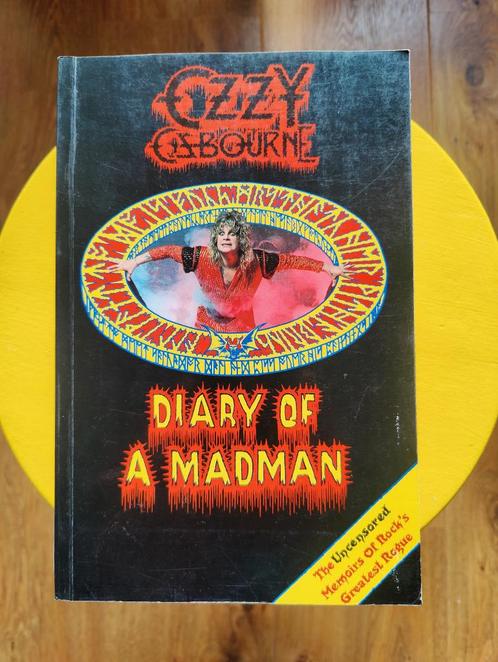 OZZY
OSBOURNE
DIARY OF
A MADMAN
The Uncensored
Memoirs Of Rock's
Greatest Rogue